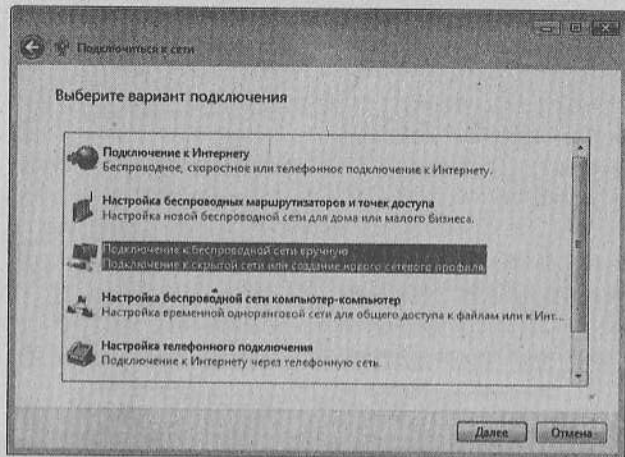 Подключиться к сети
Выберите вариант подключения
Подключение к Интернету
Беспроводное, скоростное или телефонное подключение к Интернету.
Настройка беспроводных маршрутизаторов и точек доступа
Настройка новой беспроводной сети для дома или малого бизнеса.
Подключение к беспроводной сети вручную
Подключение к скрытой сети или создание нового сетевого профиля
Настройка беспроводной сети компьютер-компьютер
Настройка временной одноранговой сети для общего доступа к файлам или к Инт...
Настройка телефонного подключения
Подключение к Интернету через телефонную сеть.
Далее
Отмена